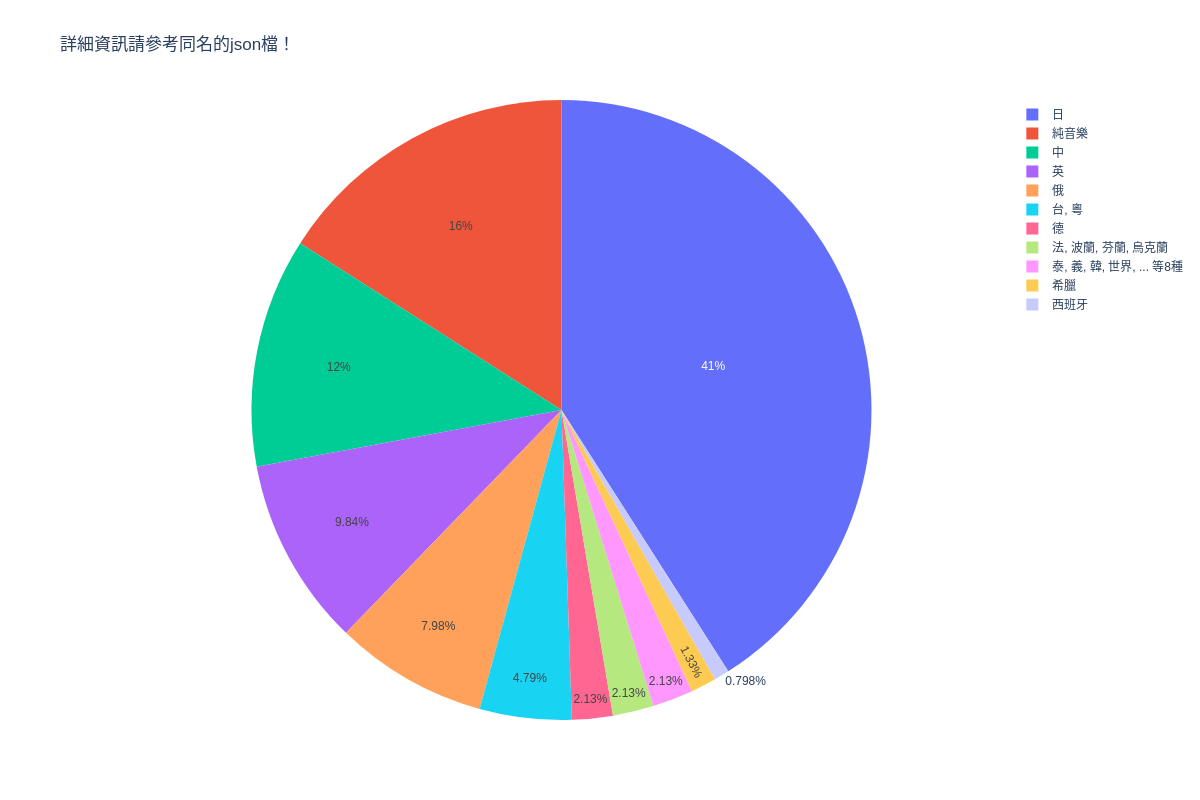 詳細資訊請參考同名的json檔！
日
純音樂
中
英
俄
台, 粵
德
法, 波蘭, 芬蘭, 烏克蘭
泰, 義, 韓, 世界, ... 等8種
希臘
西班牙
16%
41%
12%
9.84%
7.98%
4.79%
2.13%
2.13%
2.13%
1.33%
0.798%